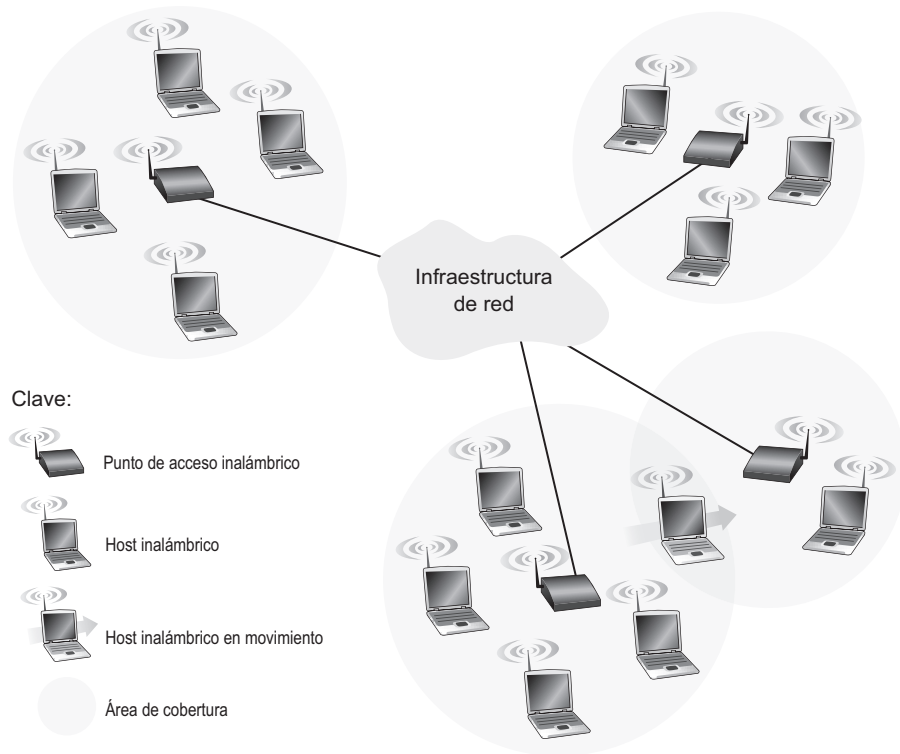 Infraestructura
de red
Clave:
Punto de acceso inalámbrico
Host inalámbrico
Host inalámbrico en movimiento
Área de cobertura